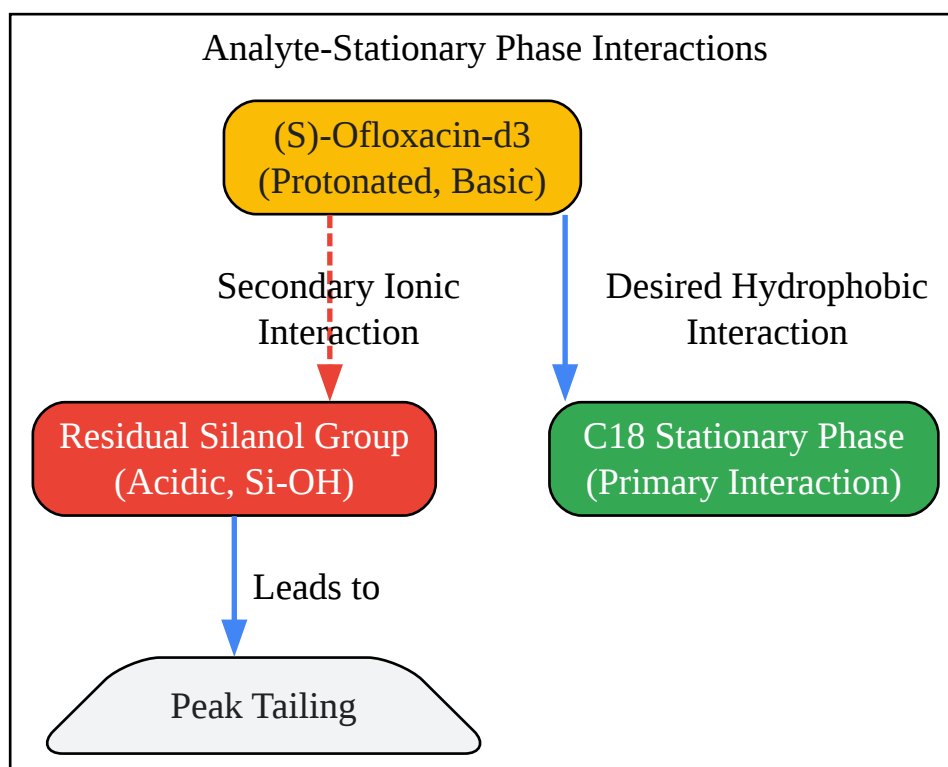 Analyte-Stationary Phase Interactions
(S)-Ofloxacin-d3
(Protonated, Basic)
Secondary Ionic
Interaction
Desired Hydrophobic
Interaction
Residual Silanol Group
(Acidic, Si-OH)
C18 Stationary Phase
(Primary Interaction)
Leads to
Peak Tailing